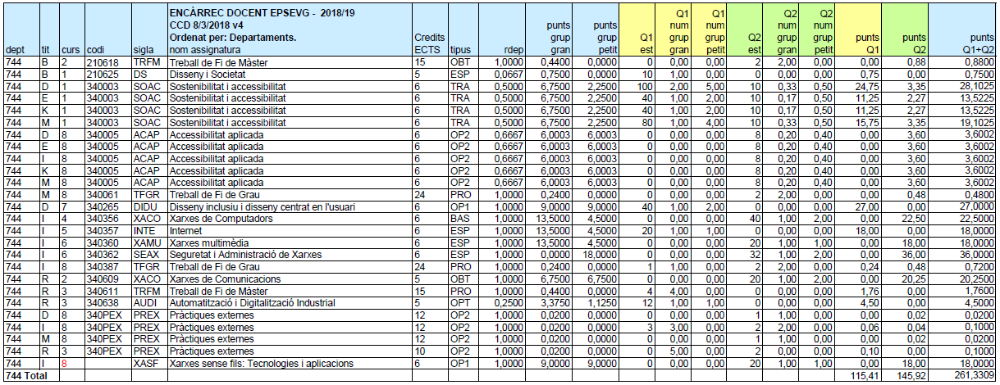 ENCÀRREC DOCENT EPSEVG - 2018/19
CCD 8/3/2018 v4
Ordenat per: Departaments.
dept tit curs codi sigla nom assignatura Credits ECTS tipus rdep punts grup gran punts grup petit Q1 est Q1 num grup gran Q1 num grup petit Q2 est Q2 num grup gran Q2 num grup petit punts Q1 punts Q2 punts Q1+Q2
744 B 2 210618 TRFM Treball de Fi de Màster 15 OBT 1,0000 0,4400 0,0000 0 0,00 0,00 2 2,00 0,00 0,00 0,88 0,8800
744 B 1 210625 DS Disseny i Societat 5 ESP 0,0667 0,7500 0,0000 10 1,00 0,00 0 0,00 0,00 0,75 0,00 0,7500
744 D 1 340003 SOAC Sostenibilitat i accessibilitat 6 TRA 0,5000 6,7500 2,2500 100 2,00 5,00 10 0,33 0,50 24,75 3,35 28,1025
744 E 1 340003 SOAC Sostenibilitat i accessibilitat 6 TRA 0,5000 6,7500 2,2500 40 1,00 2,00 10 0,17 0,50 11,25 2,27 13,5225
744 K 1 340003 SOAC Sostenibilitat i accessibilitat 6 TRA 0,5000 6,7500 2,2500 40 1,00 2,00 10 0,17 0,50 11,25 2,27 13,5225
744 M 1 340003 SOAC Sostenibilitat i accessibilitat 6 TRA 0,5000 6,7500 2,2500 80 1,00 4,00 10 0,33 0,50 15,75 3,35 19,1025
744 D 8 340005 ACAP Accessibilitat aplicada 6 OP2 0,6667 6,0003 6,0003 0 0,00 0,00 8 0,20 0,40 0,00 3,60 3,6002
744 E 8 340005 ACAP Accessibilitat aplicada 6 OP2 0,6667 6,0003 6,0003 0 0,00 0,00 8 0,20 0,40 0,00 3,60 3,6002
744 I 8 340005 ACAP Accessibilitat aplicada 6 OP2 0,6667 6,0003 6,0003 0 0,00 0,00 8 0,20 0,40 0,00 3,60 3,6002
744 K 8 340005 ACAP Accessibilitat aplicada 6 OP2 0,6667 6,0003 6,0003 0 0,00 0,00 8 0,20 0,40 0,00 3,60 3,6002
744 M 8 340005 ACAP Accessibilitat aplicada 6 OP2 0,6667 6,0003 6,0003 0 0,00 0,00 8 0,20 0,40 0,00 3,60 3,6002
744 M 8 340061 TFGR Treball de Fi de Grau 24 PRO 1,0000 0,2400 0,0000 0 0,00 0,00 2 2,00 0,00 0,00 0,48 0,4800
744 D 7 340265 DIDU Disseny inclusiu i disseny centrat en l'usuari 6 OP1 1,0000 9,0000 9,0000 40 1,00 2,00 0 0,00 0,00 27,00 0,00 27,0000
744 I 4 340356 XACO Xarxes de Computadors 6 BAS 1,0000 13,5000 4,5000 0 0,00 0,00 40 1,00 2,00 0,00 22,50 22,5000
744 I 5 340357 INTE Internet 6 ESP 1,0000 13,5000 4,5000 20 1,00 1,00 0 0,00 0,00 18,00 0,00 18,0000
744 I 6 340360 XAMU Xarxes multimèdia 6 ESP 1,0000 13,5000 4,5000 0 0,00 0,00 20 1,00 1,00 0,00 18,00 18,0000
744 I 6 340362 SEAX Seguretat i Administració de Xarxes 6 ESP 1,0000 0,0000 18,0000 0 0,00 0,00 32 1,00 2,00 0,00 36,00 36,0000
744 I 8 340387 TFGR Treball de Fi de Grau 24 PRO 1,0000 0,2400 0,0000 1 1,00 0,00 2 2,00 0,00 0,24 0,48 0,7200
744 R 2 340609 XACO Xarxes de Comunicacions 5 OBT 1,0000 6,7500 6,7500 0 0,00 0,00 20 1,00 2,00 0,00 20,25 20,2500
744 R 3 340611 TRFM Treball de Fi de Màster 15 PRO 1,0000 0,4400 0,0000 4 4,00 0,00 0 0,00 0,00 1,76 0,00 1,7600
744 R 3 340638 AUDI Automatització i Digitalització Industrial 5 OPT 0,2500 3,3750 1,1250 12 1,00 1,00 0 0,00 0,00 4,50 0,00 4,5000
744 D 8 340PEX PREX Pràctiques externes 12 OP2 1,0000 0,0200 0,0000 0 0,00 0,00 1 1,00 0,00 0,00 0,02 0,0200
744 I 8 340PEX PREX Pràctiques externes 12 OP2 1,0000 0,0200 0,0000 3 3,00 0,00 2 2,00 0,00 0,06 0,04 0,1000
744 M 8 340PEX PREX Pràctiques externes 12 OP2 1,0000 0,0200 0,0000 0 0,00 0,00 1 1,00 0,00 0,00 0,02 0,0200
744 R 3 340PEX PREX Pràctiques externes 10 OP2 1,0000 0,0200 0,0000 0 5,00 0,00 0 0,00 0,00 0,10 0,00 0,1000
744 I 8 XASF Xarxes sense fils: Tecnologies i aplicacions 6 OP1 1,0000 9,0000 9,0000 0 0,00 0,00 20 1,00 1,00 0,00 18,00 18,0000
744 Total 115,41 145,92 261,3309